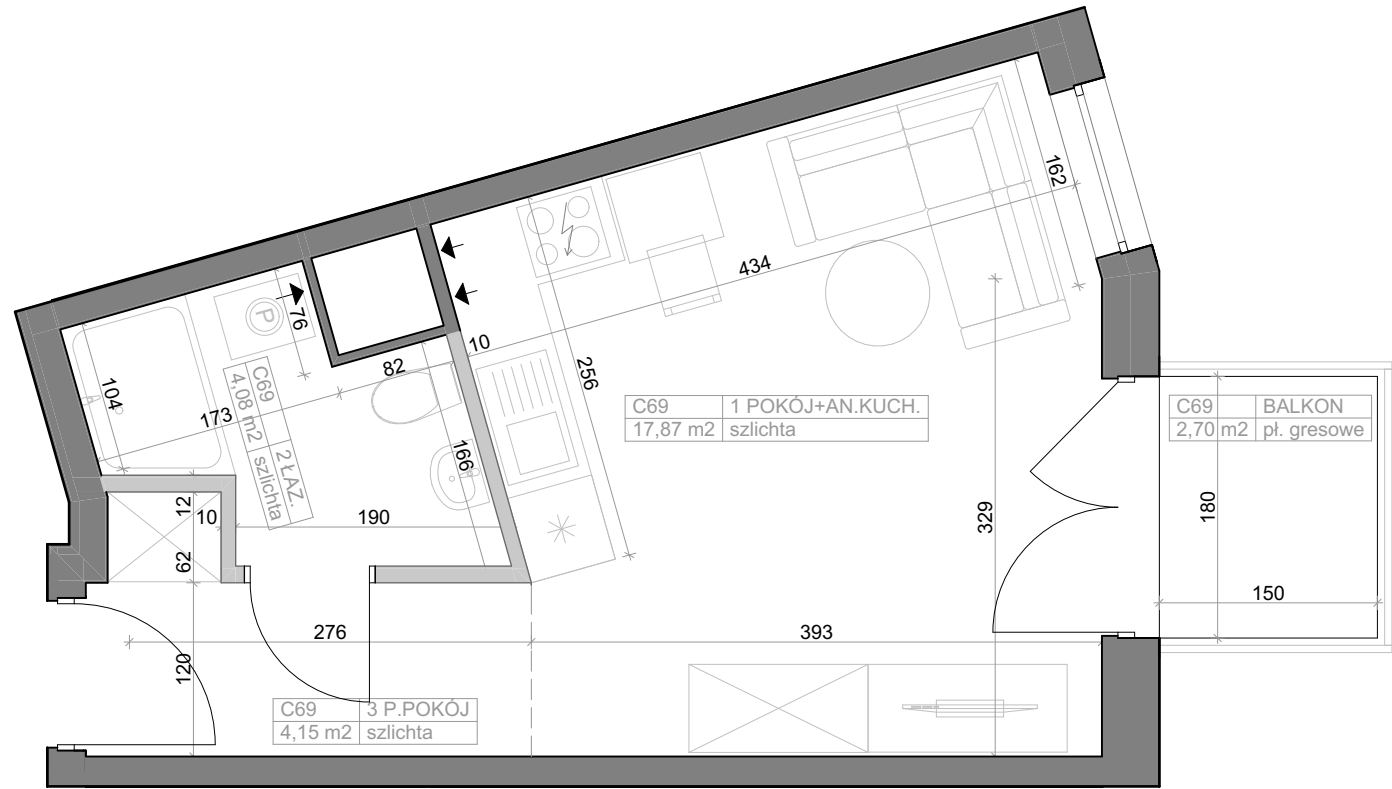 162
434
76
10
82
256
104
173
C69 2 ŁAZ.
4,08 m2 szlichta
166
C69 1 POKÓJ+AN.KUCH.
17,87 m2 szlichta
C69 BALKON
2,70 m2 pł. gresowe
P
12
10
190
62
329
180
150
276
393
120
C69 3 P.POKÓJ
4,15 m2 szlichta